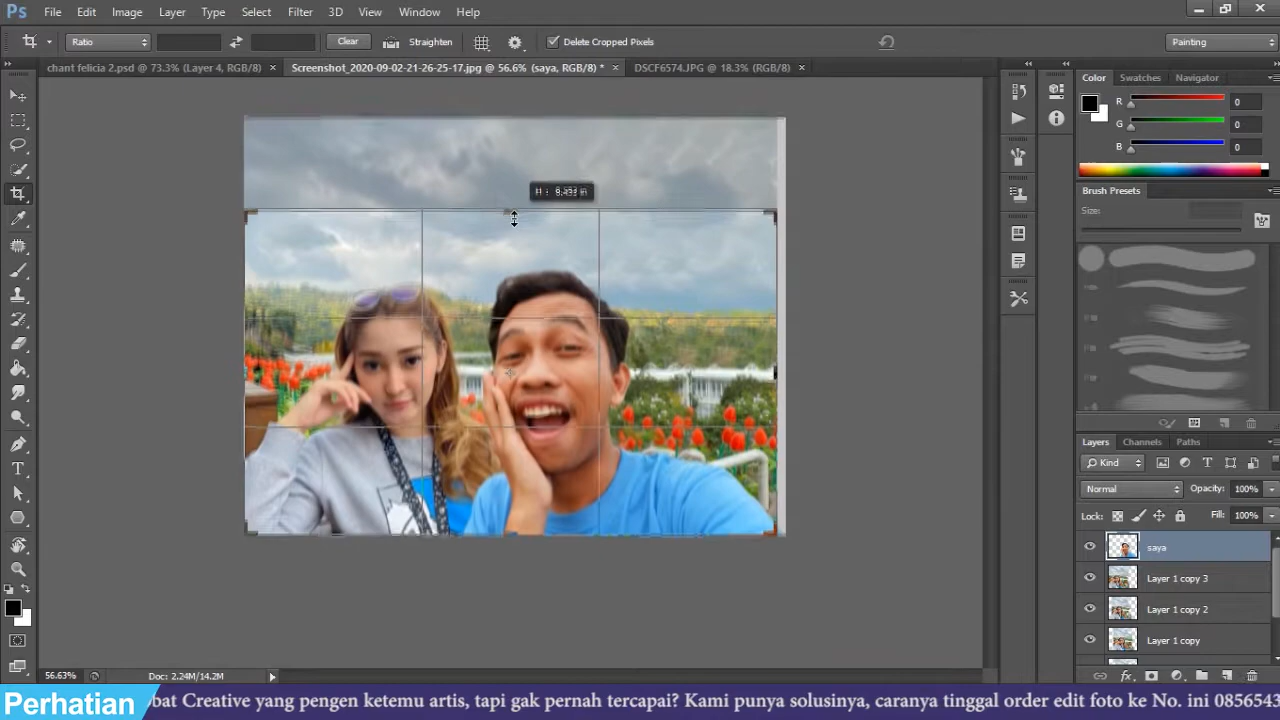 Ps File Edit Image Layer Type Select Filter 3D View Window Help
Ratio Clear Straighten Delete Cropped Pixels Painting
chant felicia 2.psd @ 73.3% (Layer 4, RGB/8) × Screenshot_2020-09-02-21-26-25-17.jpg @ 56.6% (saya, RGB/8) * × DSCF6574.JPG @ 18.3% (RGB/8) ×
Color Swatches Navigator
R 0
G 0
B 0
Brush Presets
Size:
H : in
Layers Channels Paths
Kind
Normal Opacity: 100%
Lock: Fill: 100%
saya
Layer 1 copy 3
Layer 1 copy 2
Layer 1 copy
56.63% Doc: 2.24M/14.2M
Perhatian
bat Creative yang pengen ketemu artis, tapi gak pernah tercapai? Kami punya solusinya, caranya tinggal order edit foto ke No. ini 0856543